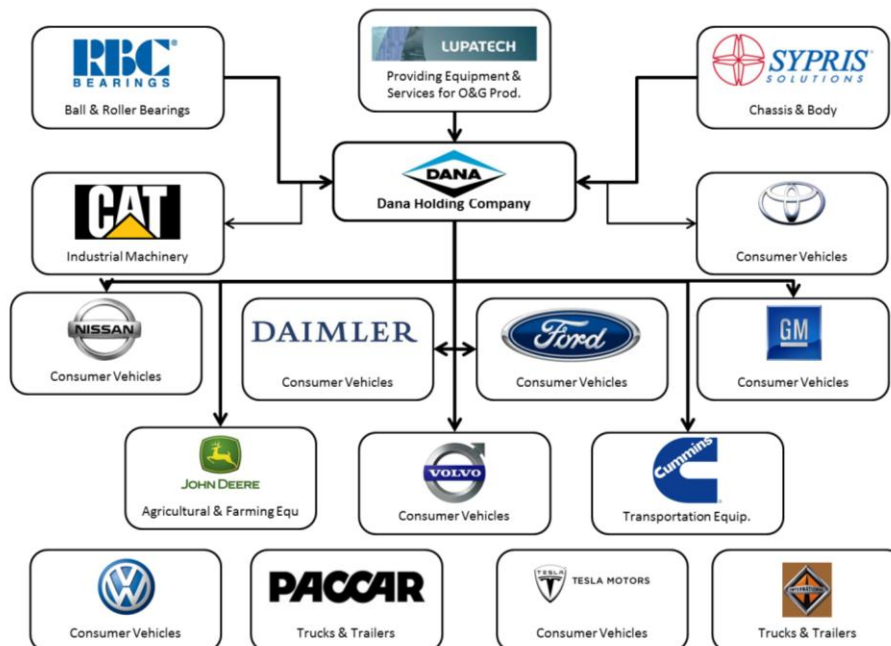 RBC
BEARINGS
Ball & Roller Bearings
LUPATECH
Providing Equipment &
Services for O&G Prod.
SYPRIS
SOLUTIONS
Chassis & Body
DANA
Dana Holding Company
CAT
Industrial Machinery
Consumer Vehicles
NISSAN
Consumer Vehicles
DAIMLER
Consumer Vehicles
Ford
Consumer Vehicles
GM
Consumer Vehicles
JOHN DEERE
Agricultural & Farming Equ
VOLVO
Consumer Vehicles
Cummins
Transportation Equip.
VW
Consumer Vehicles
PACCAR
Trucks & Trailers
TESLA
TESLA MOTORS
Consumer Vehicles
INTERNATIONAL
Trucks & Trailers